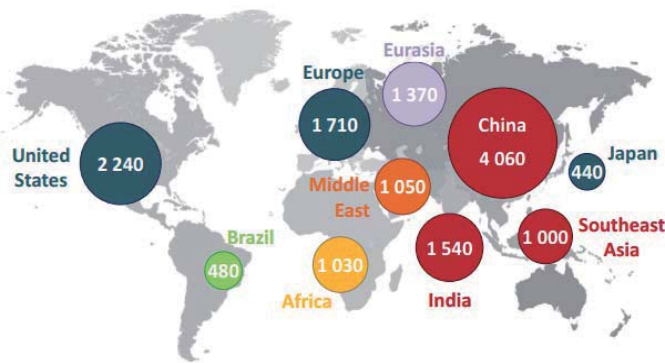 Eurasia
1 370
Europe
1 710
China
4 060
United
States
2 240
Japan
440
Middle
East
1 050
Brazil
480
Africa
1 030
India
1 540
Southeast
Asia
1 000